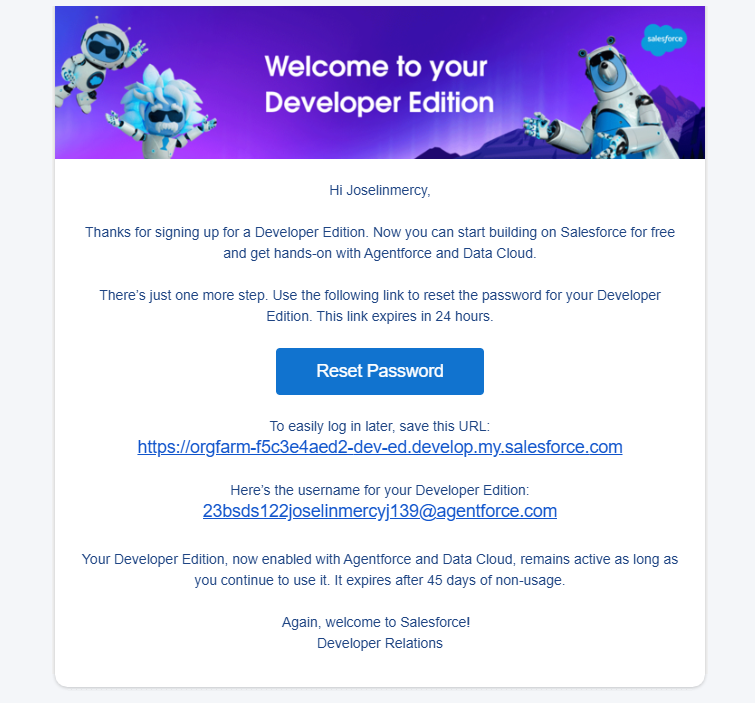 salesforce
Welcome to your
Developer Edition
Hi Joselinmercy,
Thanks for signing up for a Developer Edition. Now you can start building on Salesforce for free
and get hands-on with Agentforce and Data Cloud.
There’s just one more step. Use the following link to reset the password for your Developer
Edition. This link expires in 24 hours.
Reset Password
To easily log in later, save this URL:
https://orgfarm-f5c3e4aed2-dev-ed.develop.my.salesforce.com
Here’s the username for your Developer Edition:
23bsds122joselinmercyj139@agentforce.com
Your Developer Edition, now enabled with Agentforce and Data Cloud, remains active as long as
you continue to use it. It expires after 45 days of non-usage.
Again, welcome to Salesforce!
Developer Relations